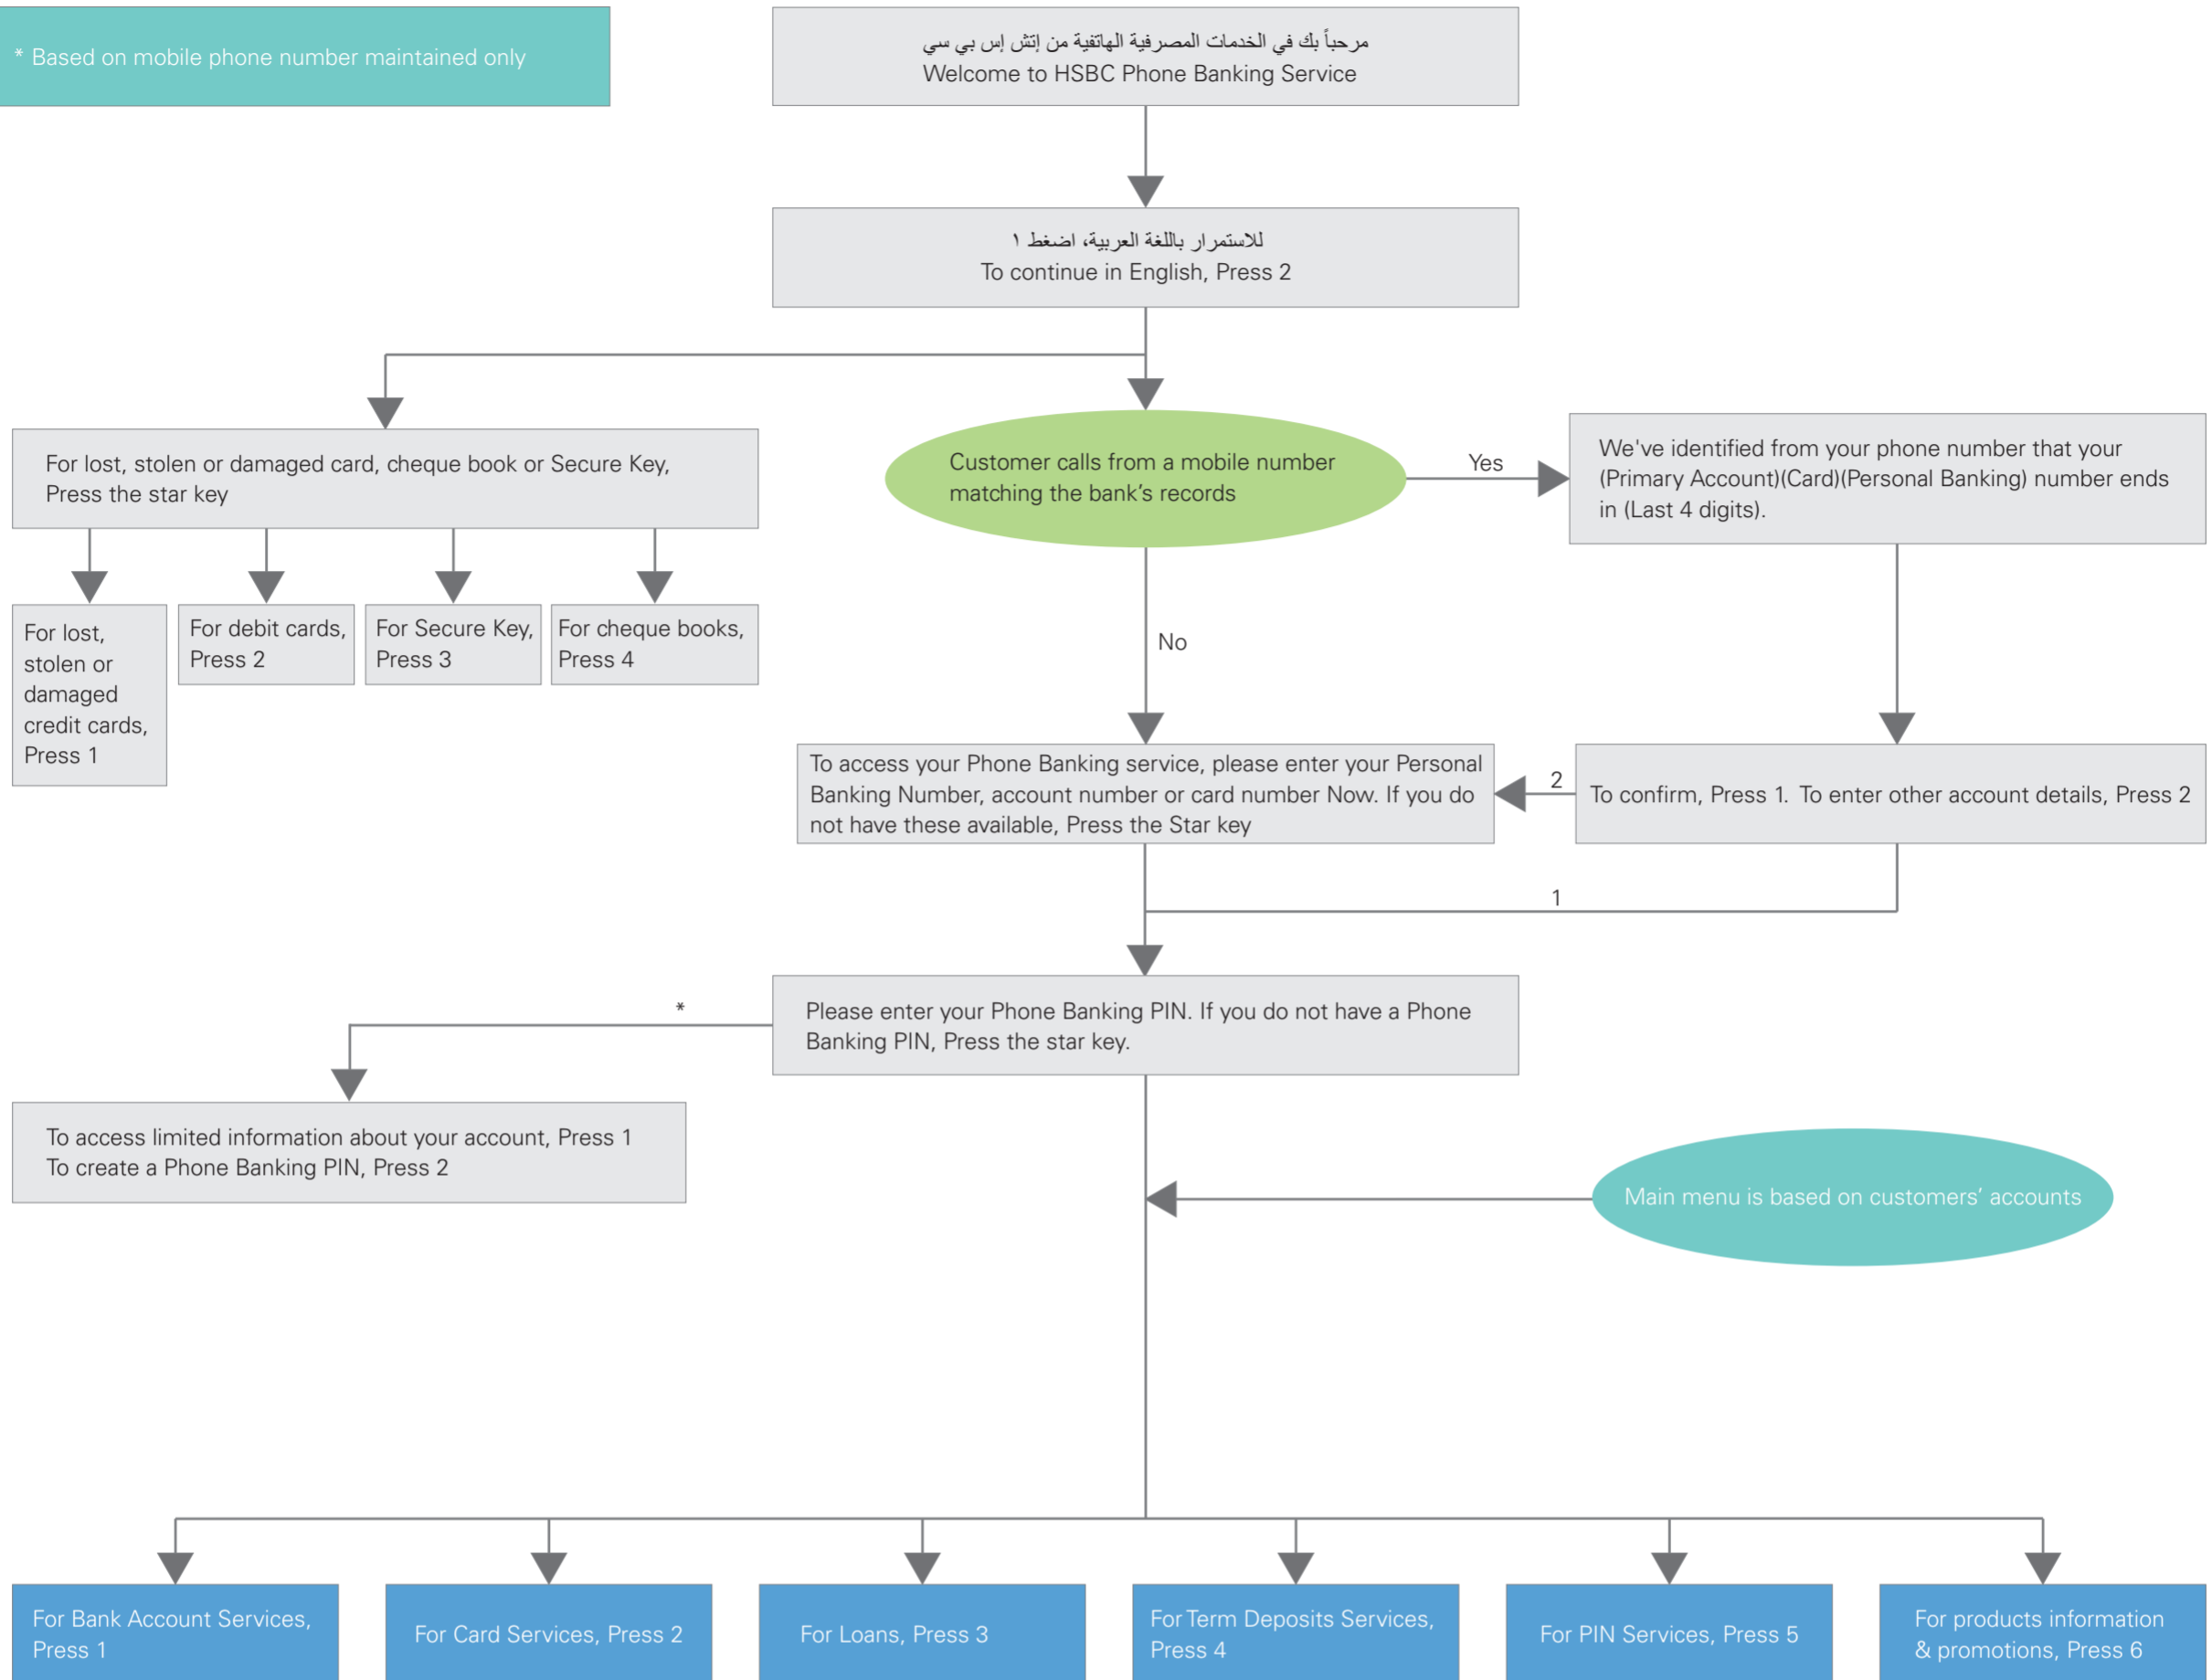 * Based on mobile phone number maintained only
مرحباً بك في الخدمات المصرفية الهاتفية من إتش إس بي سي
Welcome to HSBC Phone Banking Service
للاستمرار باللغة العربية، اضغط ١
To continue in English, Press 2
For lost, stolen or damaged card, cheque book or Secure Key,
Press the star key
Customer calls from a mobile number
matching the bank’s records
Yes
We've identified from your phone number that your
(Primary Account)(Card)(Personal Banking) number ends
in (Last 4 digits).
For lost,
stolen or
damaged
credit cards,
Press 1
For debit cards,
Press 2
For Secure Key,
Press 3
For cheque books,
Press 4
No
To access your Phone Banking service, please enter your Personal
Banking Number, account number or card number Now. If you do
not have these available, Press the Star key
2
To confirm, Press 1. To enter other account details, Press 2
1
*
Please enter your Phone Banking PIN. If you do not have a Phone
Banking PIN, Press the star key.
To access limited information about your account, Press 1
To create a Phone Banking PIN, Press 2
Main menu is based on customers’ accounts
For Bank Account Services,
Press 1
For Card Services, Press 2
For Loans, Press 3
For Term Deposits Services,
Press 4
For PIN Services, Press 5
For products information
& promotions, Press 6